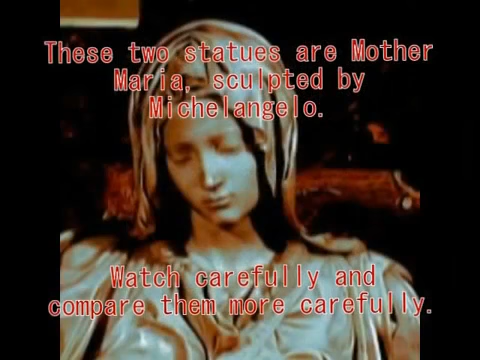 These two statues are Mother
Maria, sculpted by
Michelangelo.
Watch carefully and
compare them more carefully.